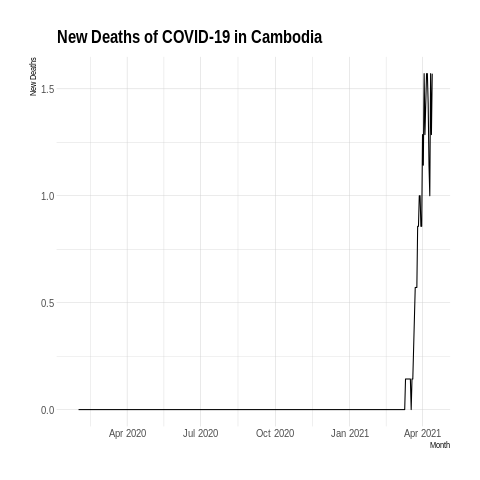 New Deaths of COVID-19 in Cambodia
New Deaths
1.5
1.0
0.5
0.0
Apr 2020 Jul 2020 Oct 2020 Jan 2021 Apr 2021
Month